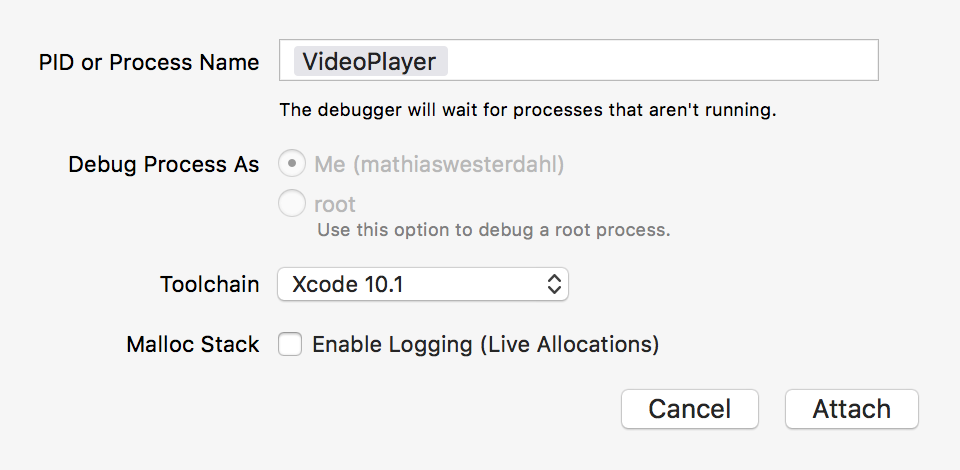 PID or Process Name VideoPlayer
The debugger will wait for processes that aren't running.
Debug Process As Me (mathiaswesterdahl)
root
Use this option to debug a root process.
Toolchain Xcode 10.1
Malloc Stack Enable Logging (Live Allocations)
Cancel Attach